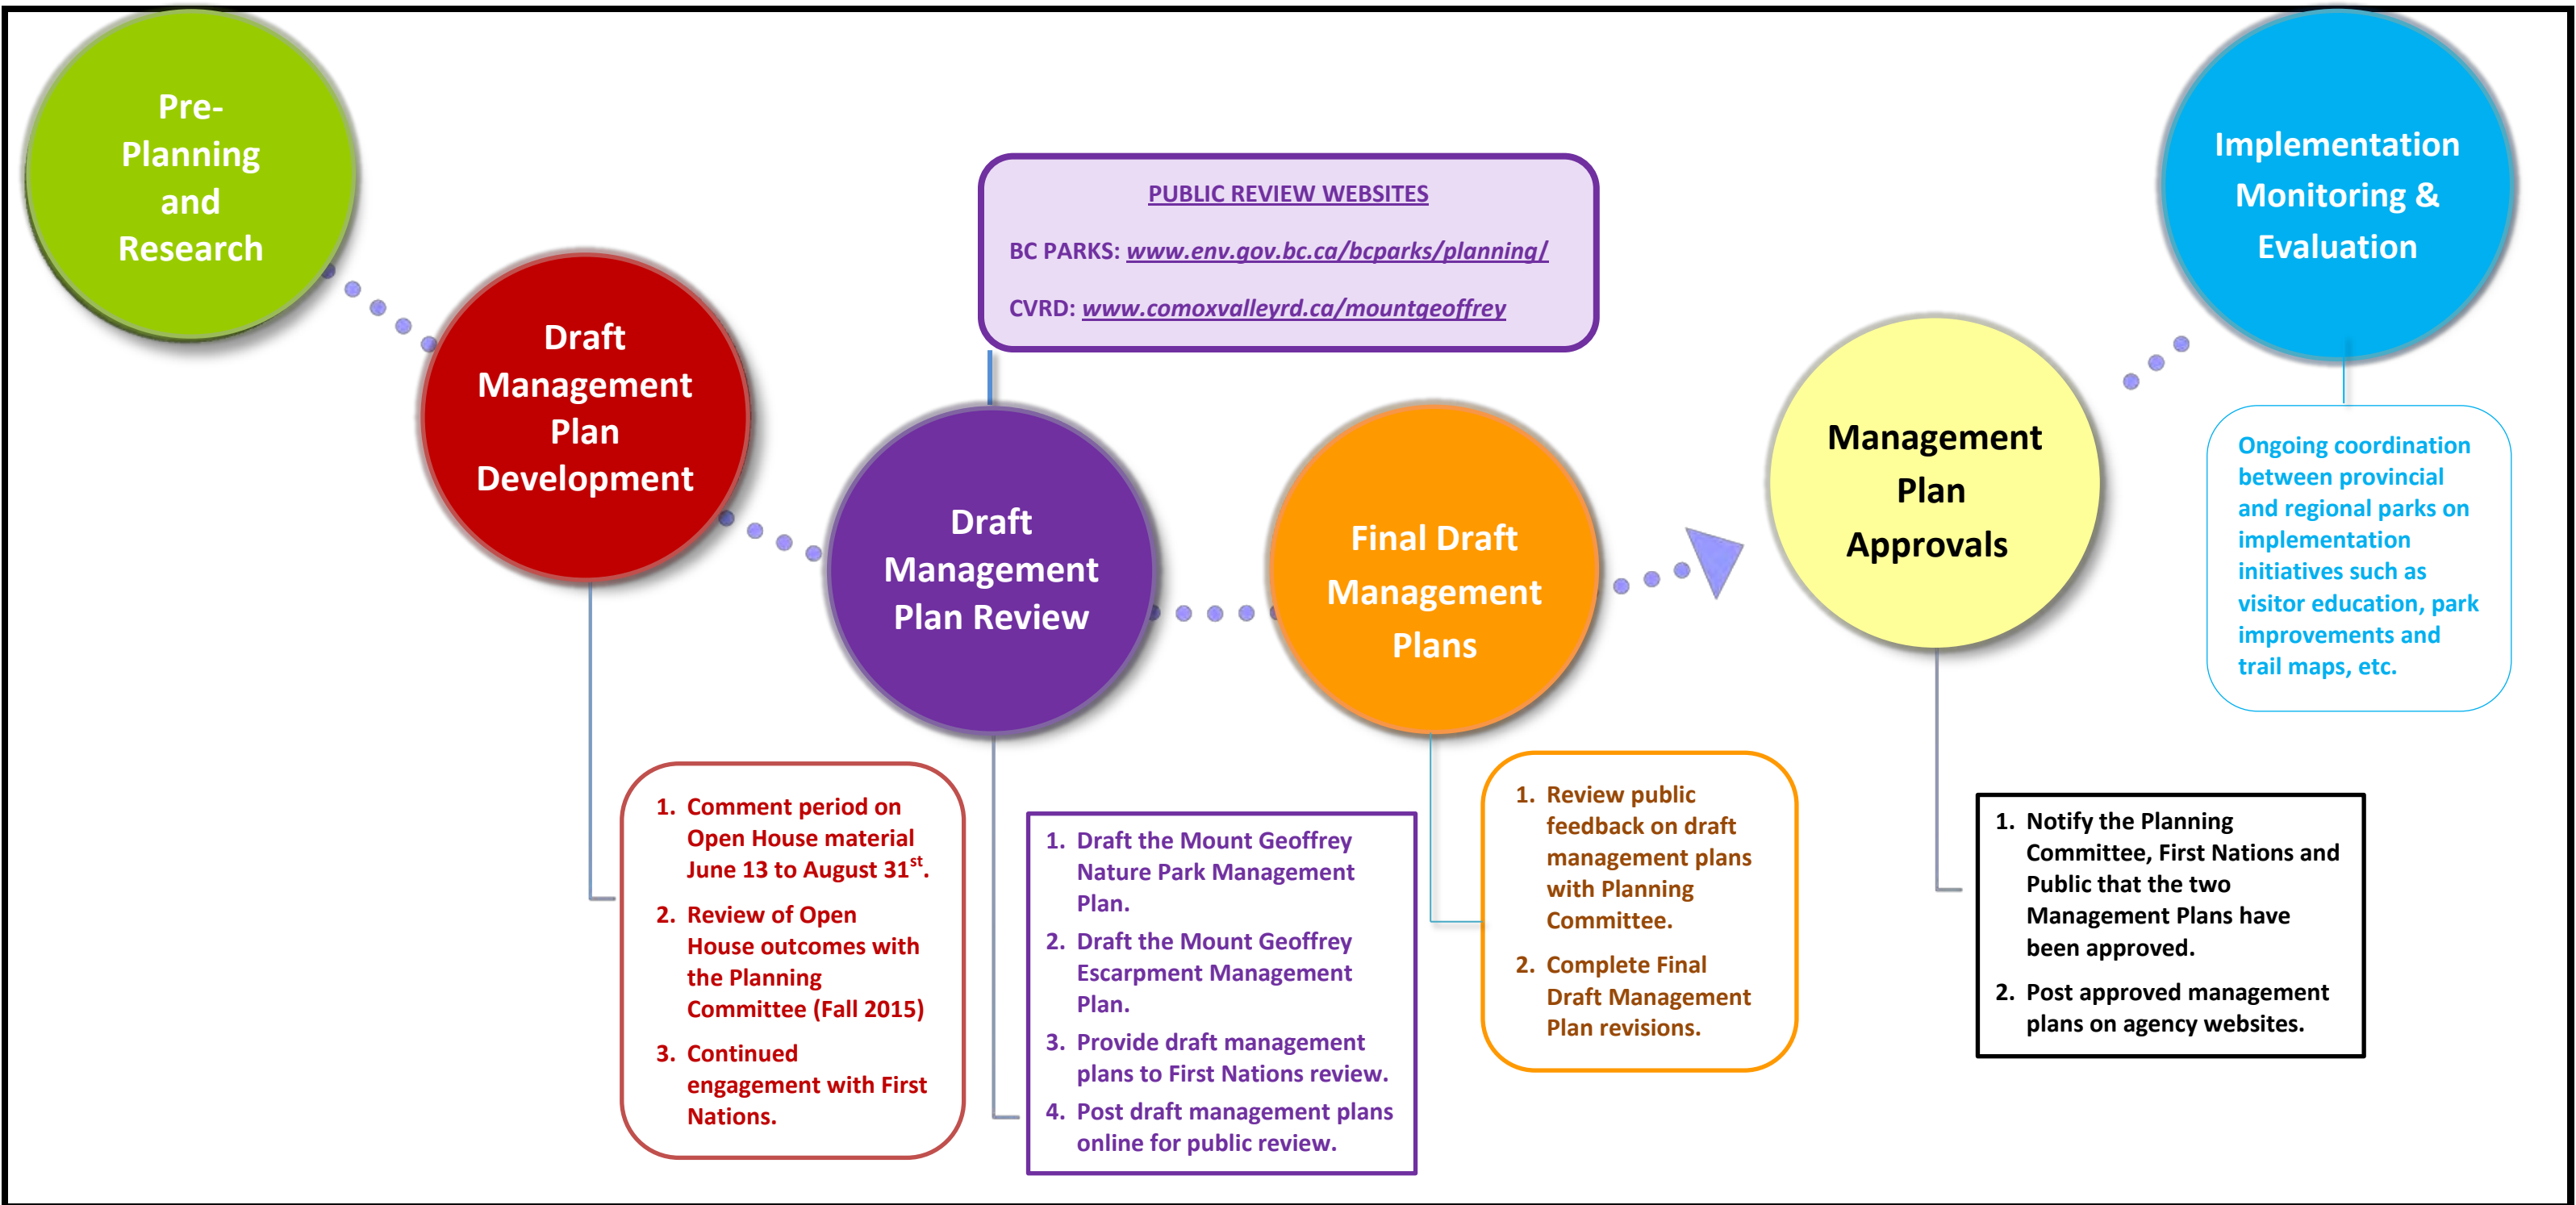 Pre-
Planning
and
Research
Draft
Management
Plan
Development
1. Comment period on
Open House material
June 13 to August 31st.
2. Review of Open
House outcomes with
the Planning
Committee (Fall 2015)
3. Continued
engagement with First
Nations.
PUBLIC REVIEW WEBSITES
BC PARKS: www.env.gov.bc.ca/bcparks/planning/
CVRD: www.comoxvalleyrd.ca/mountgeoffrey
Draft
Management
Plan Review
1. Draft the Mount Geoffrey
Nature Park Management
Plan.
2. Draft the Mount Geoffrey
Escarpment Management
Plan.
3. Provide draft management
plans to First Nations review.
4. Post draft management plans
online for public review.
Final Draft
Management
Plans
1. Review public
feedback on draft
management plans
with Planning
Committee.
2. Complete Final
Draft Management
Plan revisions.
Management
Plan
Approvals
1. Notify the Planning
Committee, First Nations and
Public that the two
Management Plans have
been approved.
2. Post approved management
plans on agency websites.
Implementation
Monitoring &
Evaluation
Ongoing coordination
between provincial
and regional parks on
implementation
initiatives such as
visitor education, park
improvements and
trail maps, etc.